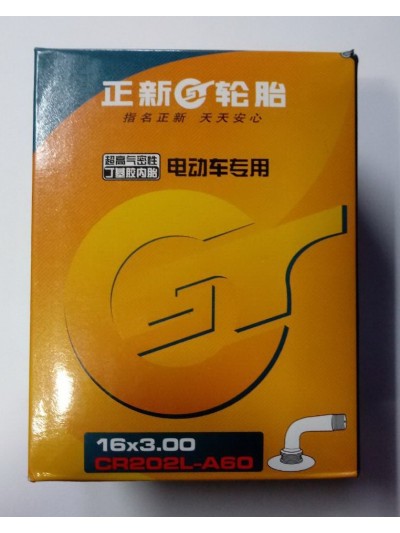 正新轮胎
指名正新 天天安心
超高气密性
丁基胶内胎
电动车专用
16x3.00
CR202L-A60